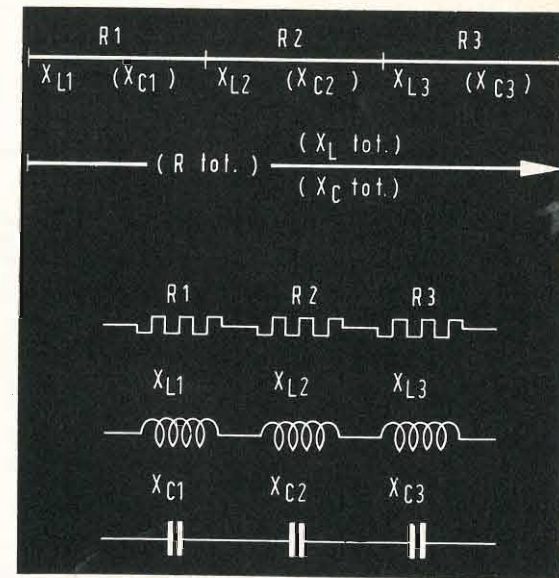 R1 R2 R3
XL1 (XC1) XL2 (XC2) XL3 (XC3)
(XL tot.)
(R tot.)
(XC tot.)
R1 R2 R3
XL1 XL2 XL3
XC1 XC2 XC3